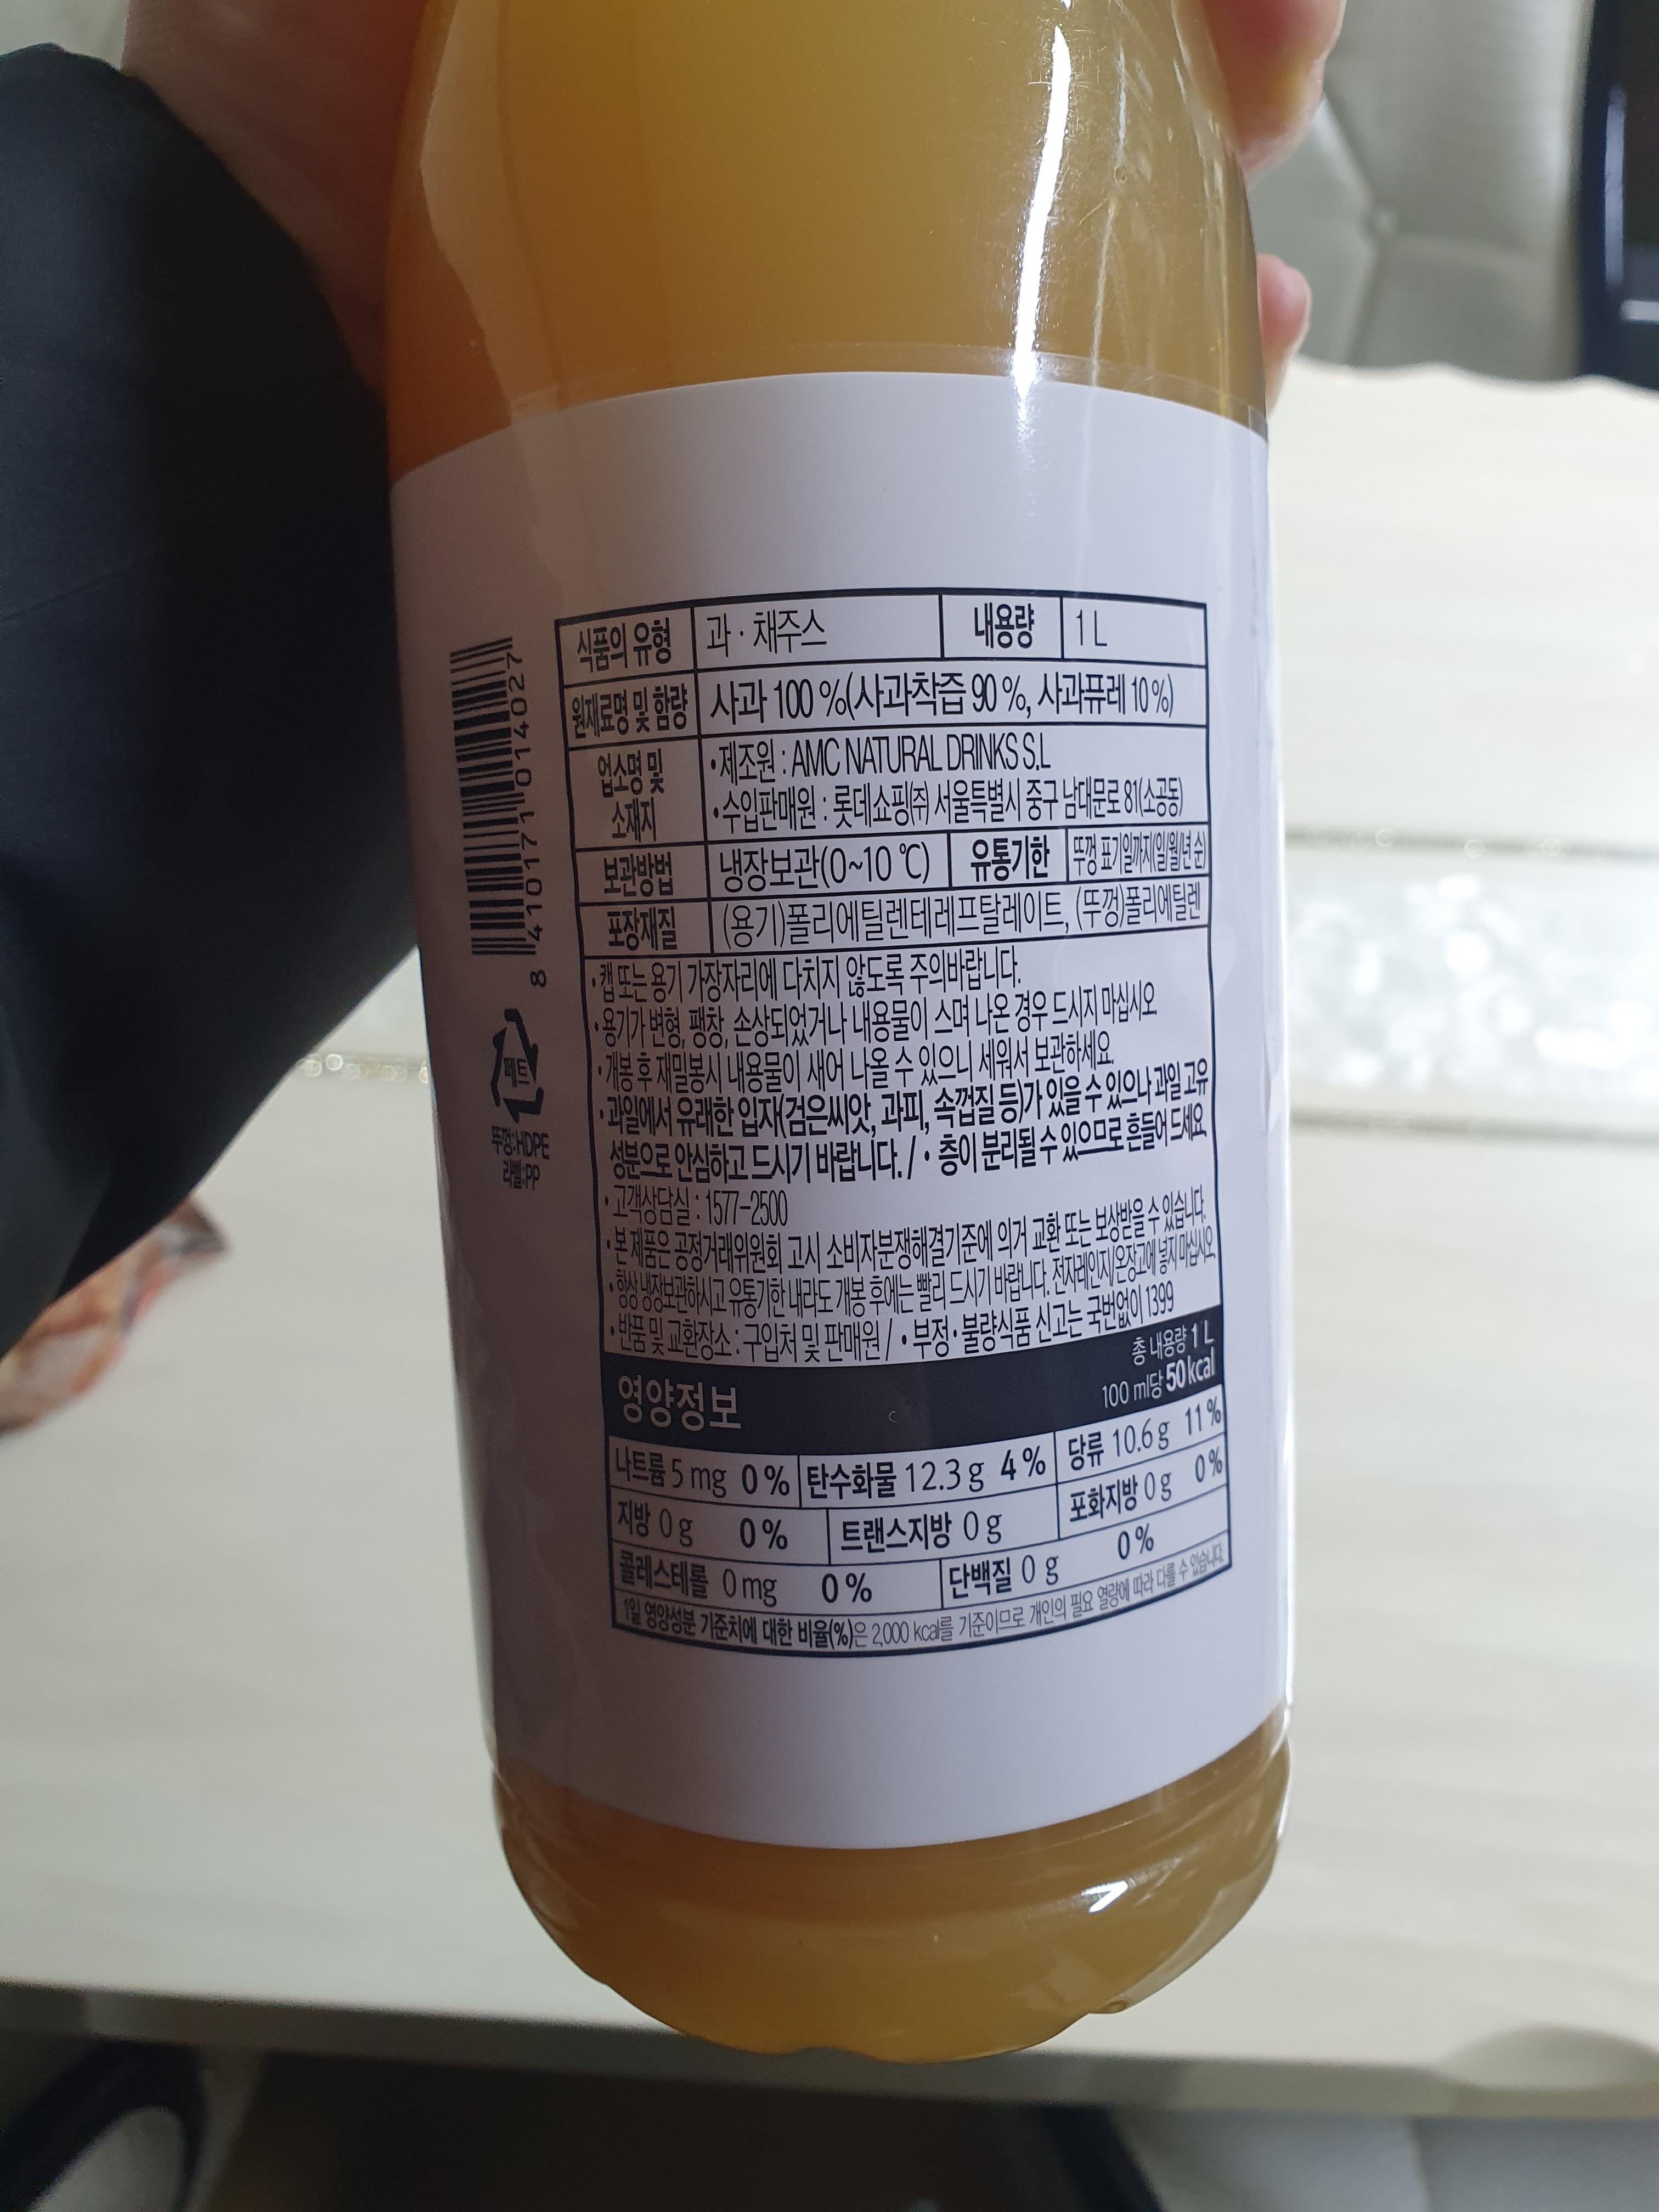 식품의 유형 과·채주스 내용량 1 L
원재료명 및 함량 사과 100 %(사과착즙 90 %, 사과퓨레 10 %)
업소명 및
소재지
•제조원 : AMC NATURAL DRINKS S.L
•수입판매원 : 롯데쇼핑(주) 서울특별시 중구 남대문로 81(소공동)
보관방법 냉장보관(0~10 ℃) 유통기한 뚜껑 표기일까지(일/월/년 순)
포장재질 (용기)폴리에틸렌테레프탈레이트, (뚜껑)폴리에틸렌
•캡 또는 용기 가장자리에 다치지 않도록 주의바랍니다.
•용기가 변형, 팽창, 손상되었거나 내용물이 스며 나온 경우 드시지 마십시오.
•개봉 후 재밀봉시 내용물이 새어 나올 수 있으니 세워서 보관하세요.
•과일에서 유래한 입자(검은씨앗, 과피, 속껍질 등)가 있을 수 있으나 과일 고유
성분으로 안심하고 드시기 바랍니다. / • 층이 분리될 수 있으므로 흔들어 드세요.
•고객상담실 : 1577-2500
•본 제품은 공정거래위원회 고시 소비자분쟁해결기준에 의거 교환 또는 보상받을 수 있습니다.
•항상 냉장보관하시고 유통기한 내라도 개봉 후에는 빨리 드시기 바랍니다. 전자레인지/온장고에 넣지 마십시오.
•반품 및 교환장소 : 구입처 및 판매원 / •부정·불량식품 신고는 국번없이 1399
영양정보
총 내용량 1 L
100 ml당 50 kcal
나트륨 5 mg 0 % 탄수화물 12.3 g 4 % 당류 10.6 g 11 %
지방 0 g 0 % 트랜스지방 0 g 포화지방 0 g 0 %
콜레스테롤 0 mg 0 % 단백질 0 g 0 %
1일 영양성분 기준치에 대한 비율(%)은 2,000 kcal를 기준이므로 개인의 필요 열량에 따라 다를 수 있습니다.
8 410171 014027
페트
뚜껑:HDPE
라벨:PP